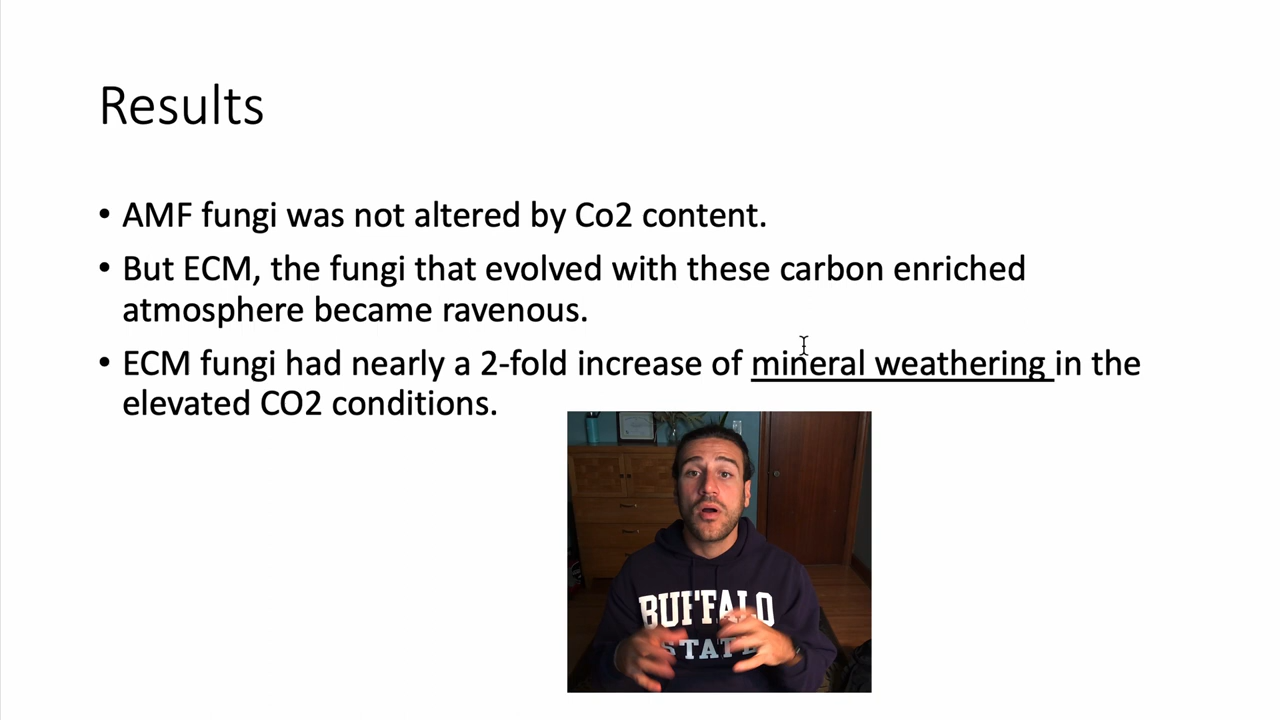 Results
• AMF fungi was not altered by Co2 content.
• But ECM, the fungi that evolved with these carbon enriched
atmosphere became ravenous.
• ECM fungi had nearly a 2-fold increase of mineral weathering in the
elevated CO2 conditions.
BUFFALO
STATE